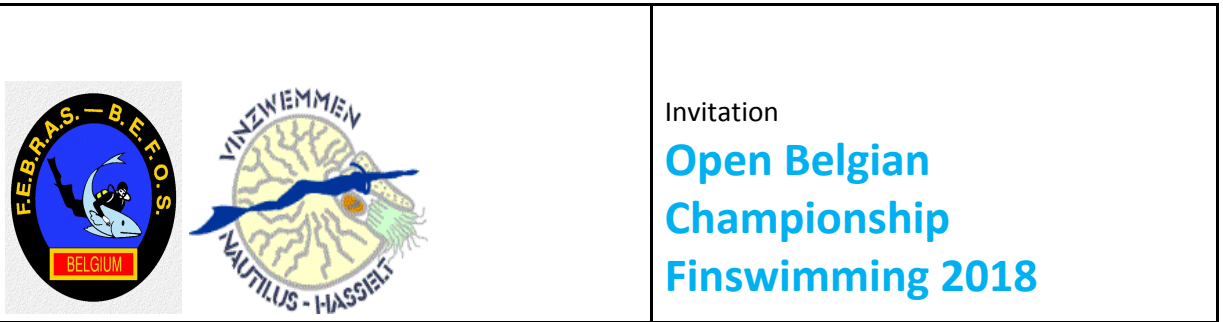 F.E.B.R.A.S. — B.E.F.O.S.
BELGIUM
VINZWEMMEN
NAUTILUS - HASSELT
Invitation
Open Belgian
Championship
Finswimming 2018